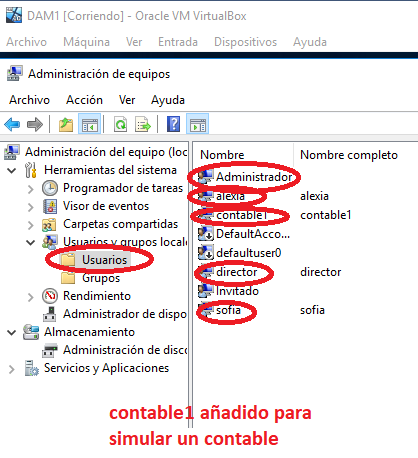 DAM1 [Corriendo] - Oracle VM VirtualBox
Archivo Máquina Ver Entrada Dispositivos Ayuda
Administración de equipos
Archivo Acción Ver Ayuda
Administración del equipo (loc
Herramientas del sistema
Programador de tareas
Visor de eventos
Carpetas compartidas
Usuarios y grupos locale
Usuarios
Grupos
Rendimiento
Administrador de dispo
Almacenamiento
Administración de disco
Servicios y Aplicaciones
Nombre Nombre completo
Administrador
alexia alexia
contable1 contable1
DefaultAcco...
defaultuser0
director director
Invitado
sofia sofia
contable1 añadido para
simular un contable